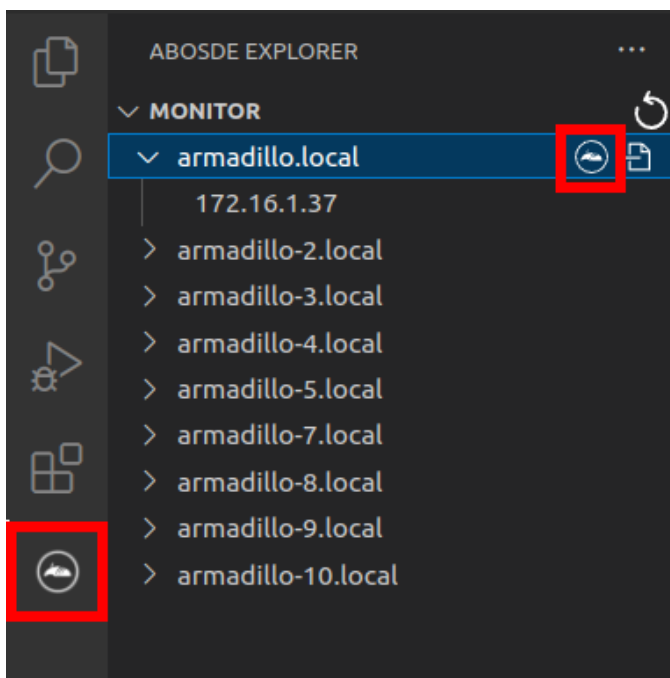 ABOSDE EXPLORER
MONITOR
armadillo.local
172.16.1.37
armadillo-2.local
armadillo-3.local
armadillo-4.local
armadillo-5.local
armadillo-7.local
armadillo-8.local
armadillo-9.local
armadillo-10.local